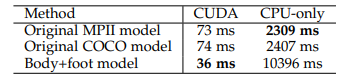 Method CUDA CPU-only
Original MPII model 73 ms 2309 ms
Original COCO model 74 ms 2407 ms
Body+foot model 36 ms 10396 ms